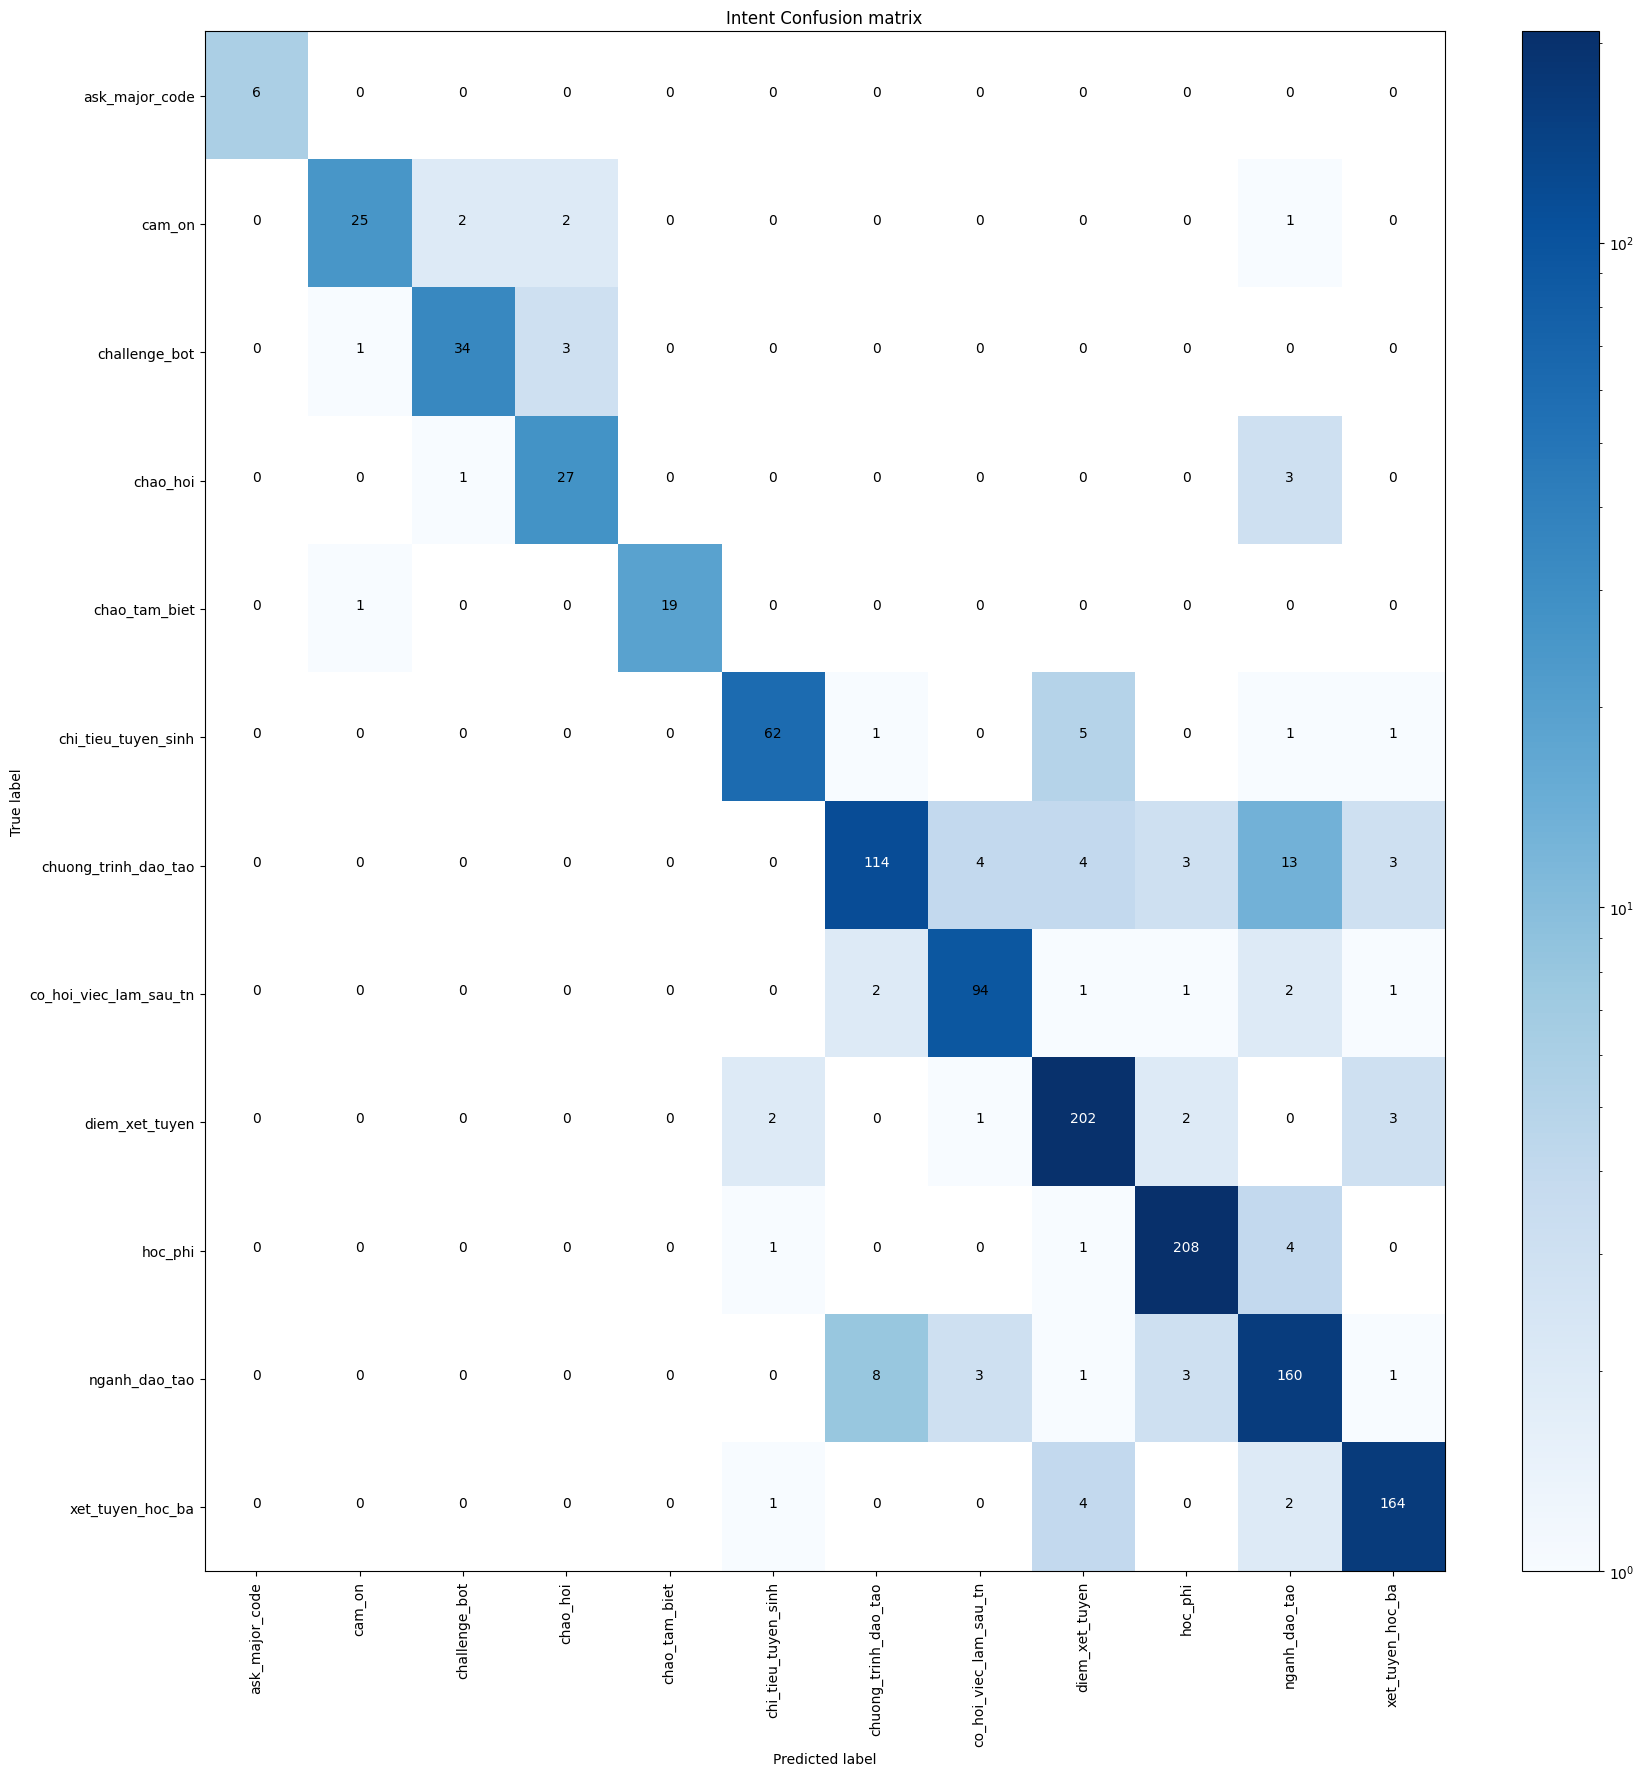 Intent Confusion matrix
ask_major_code 6 0 0 0 0 0 0 0 0 0 0 0
cam_on 0 25 2 2 0 0 0 0 0 0 1 0
challenge_bot 0 1 34 3 0 0 0 0 0 0 0 0
chao_hoi 0 0 1 27 0 0 0 0 0 0 3 0
chao_tam_biet 0 1 0 0 19 0 0 0 0 0 0 0
chi_tieu_tuyen_sinh 0 0 0 0 0 62 1 0 5 0 1 1
chuong_trinh_dao_tao 0 0 0 0 0 0 114 4 4 3 13 3
co_hoi_viec_lam_sau_tn 0 0 0 0 0 0 2 94 1 1 2 1
diem_xet_tuyen 0 0 0 0 0 2 0 1 202 2 0 3
hoc_phi 0 0 0 0 0 1 0 0 1 208 4 0
nganh_dao_tao 0 0 0 0 0 0 8 3 1 3 160 1
xet_tuyen_hoc_ba 0 0 0 0 0 1 0 0 4 0 2 164
True label
ask_major_code
cam_on
challenge_bot
chao_hoi
chao_tam_biet
chi_tieu_tuyen_sinh
chuong_trinh_dao_tao
co_hoi_viec_lam_sau_tn
diem_xet_tuyen
hoc_phi
nganh_dao_tao
xet_tuyen_hoc_ba
Predicted label
10²
10¹
10⁰